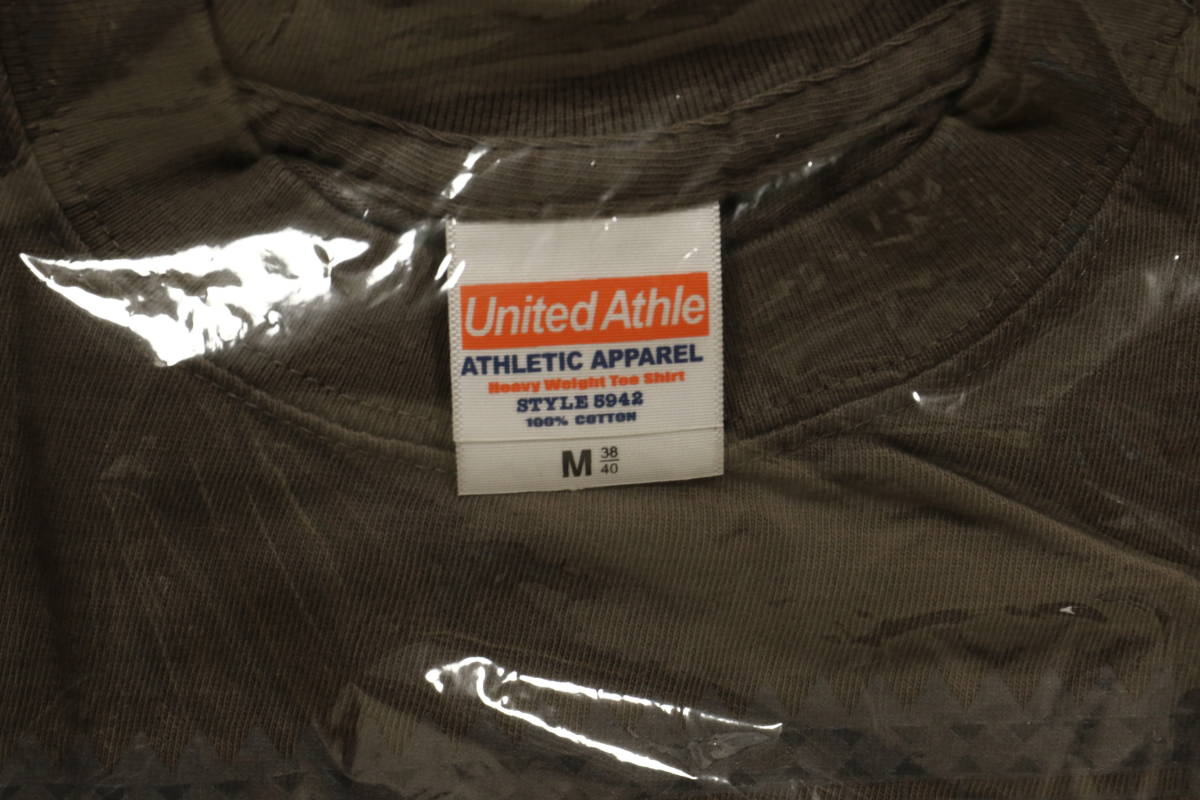 United Athle
ATHLETIC APPAREL
Heavy Weight Tee Shirt
STYLE 5942
100% COTTON
M 38
40